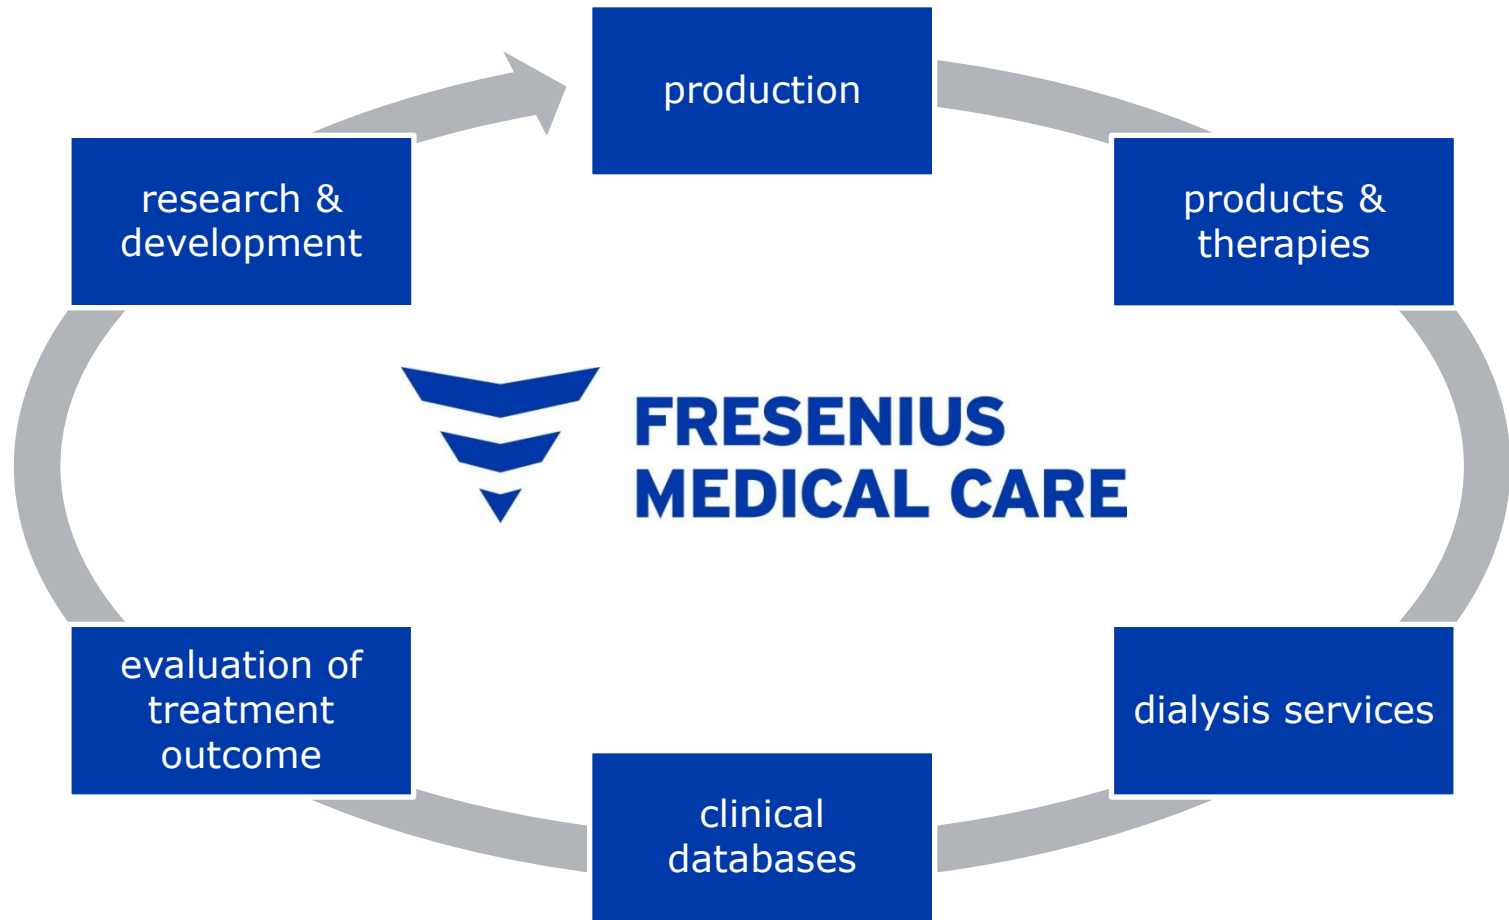 production
products &
therapies
dialysis services
clinical
databases
evaluation of
treatment
outcome
research &
development
FRESENIUS
MEDICAL CARE